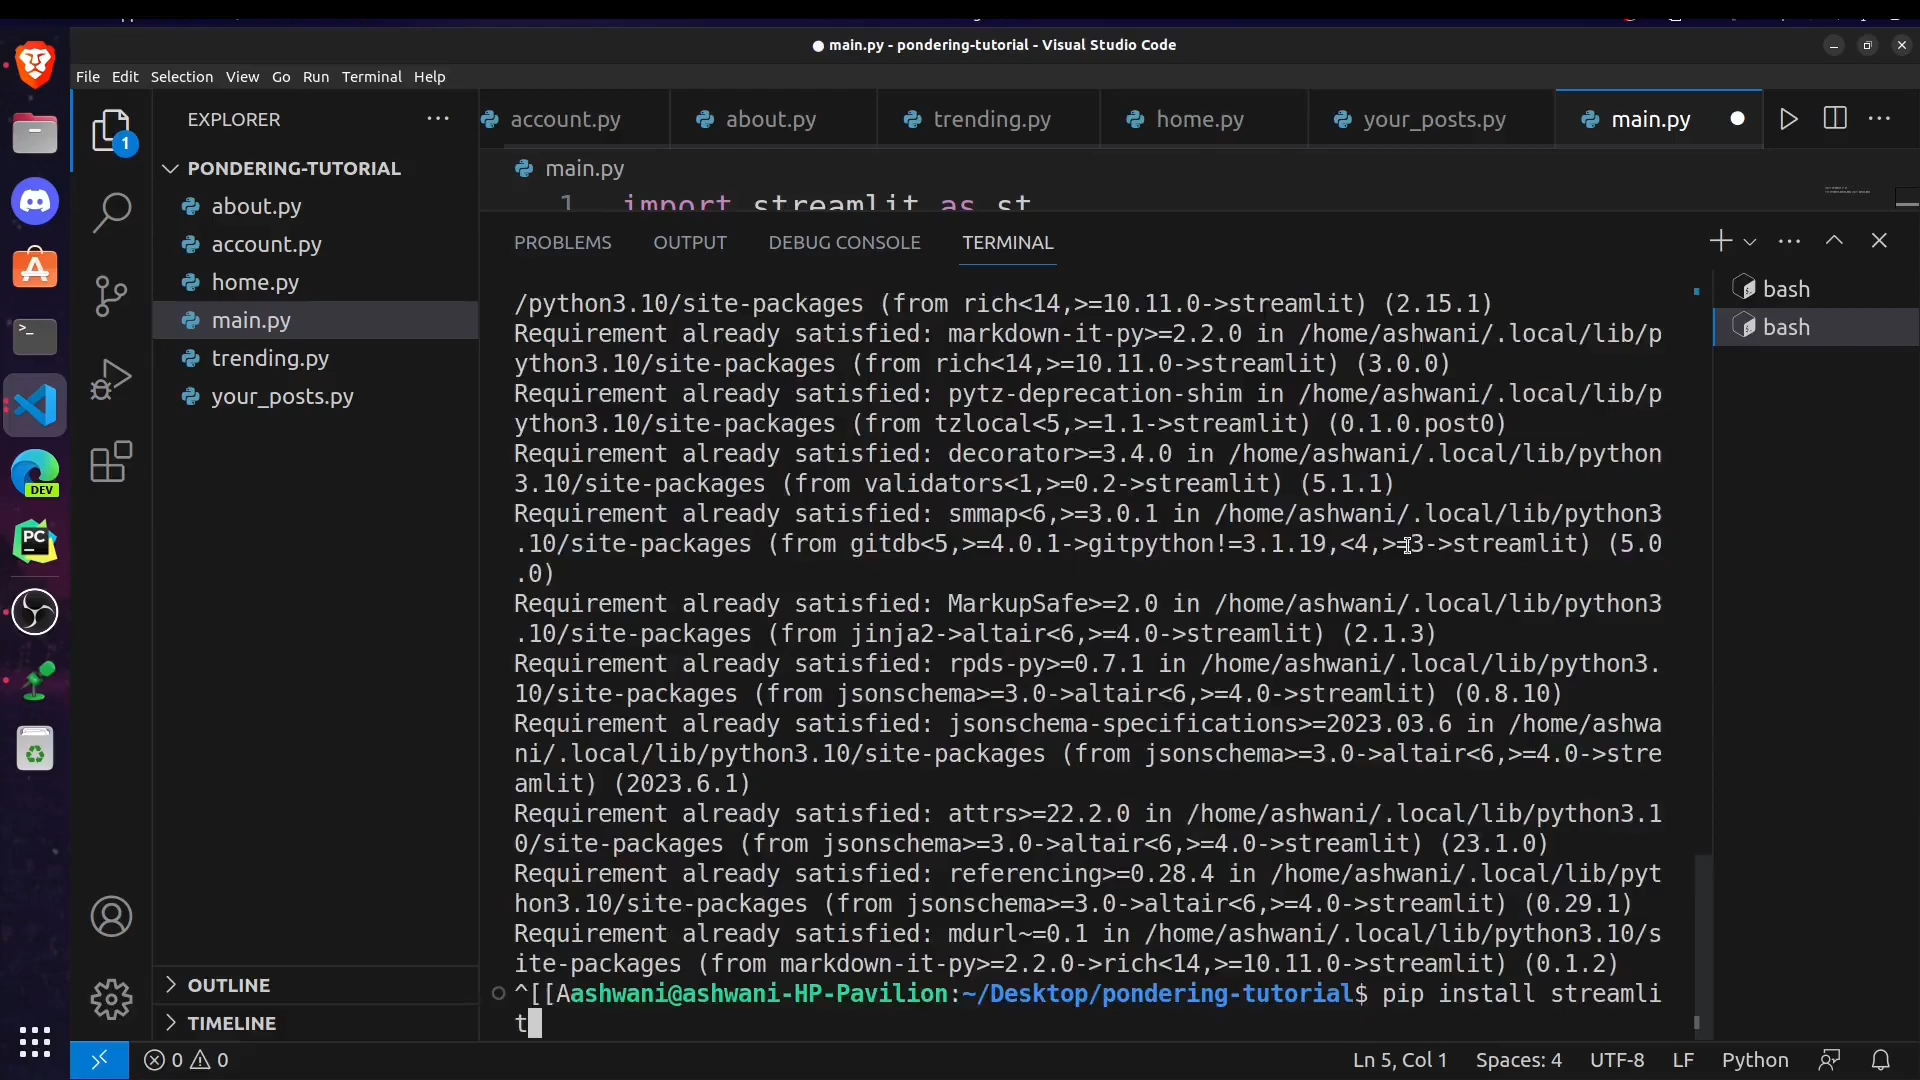 main.py - pondering-tutorial - Visual Studio Code
File Edit Selection View Go Run Terminal Help
EXPLORER
1
PONDERING-TUTORIAL
about.py
account.py
home.py
main.py
trending.py
your_posts.py
OUTLINE
TIMELINE
DEV
PC
account.py about.py trending.py home.py your_posts.py main.py
main.py
1 import streamlit as st
PROBLEMS OUTPUT DEBUG CONSOLE TERMINAL
bash
bash
/python3.10/site-packages (from rich<14,>=10.11.0->streamlit) (2.15.1)
Requirement already satisfied: markdown-it-py>=2.2.0 in /home/ashwani/.local/lib/p
ython3.10/site-packages (from rich<14,>=10.11.0->streamlit) (3.0.0)
Requirement already satisfied: pytz-deprecation-shim in /home/ashwani/.local/lib/p
ython3.10/site-packages (from tzlocal<5,>=1.1->streamlit) (0.1.0.post0)
Requirement already satisfied: decorator>=3.4.0 in /home/ashwani/.local/lib/python
3.10/site-packages (from validators<1,>=0.2->streamlit) (5.1.1)
Requirement already satisfied: smmap<6,>=3.0.1 in /home/ashwani/.local/lib/python3
.10/site-packages (from gitdb<5,>=4.0.1->gitpython!=3.1.19,<4,>=3->streamlit) (5.0
.0)
Requirement already satisfied: MarkupSafe>=2.0 in /home/ashwani/.local/lib/python3
.10/site-packages (from jinja2->altair<6,>=4.0->streamlit) (2.1.3)
Requirement already satisfied: rpds-py>=0.7.1 in /home/ashwani/.local/lib/python3.
10/site-packages (from jsonschema>=3.0->altair<6,>=4.0->streamlit) (0.8.10)
Requirement already satisfied: jsonschema-specifications>=2023.03.6 in /home/ashwa
ni/.local/lib/python3.10/site-packages (from jsonschema>=3.0->altair<6,>=4.0->stre
amlit) (2023.6.1)
Requirement already satisfied: attrs>=22.2.0 in /home/ashwani/.local/lib/python3.1
0/site-packages (from jsonschema>=3.0->altair<6,>=4.0->streamlit) (23.1.0)
Requirement already satisfied: referencing>=0.28.4 in /home/ashwani/.local/lib/pyt
hon3.10/site-packages (from jsonschema>=3.0->altair<6,>=4.0->streamlit) (0.29.1)
Requirement already satisfied: mdurl~=0.1 in /home/ashwani/.local/lib/python3.10/s
ite-packages (from markdown-it-py>=2.2.0->rich<14,>=10.11.0->streamlit) (0.1.2)
^[[Aashwani@ashwani-HP-Pavilion:~/Desktop/pondering-tutorial$ pip install streamli
t
0 0 Ln 5, Col 1 Spaces: 4 UTF-8 LF Python